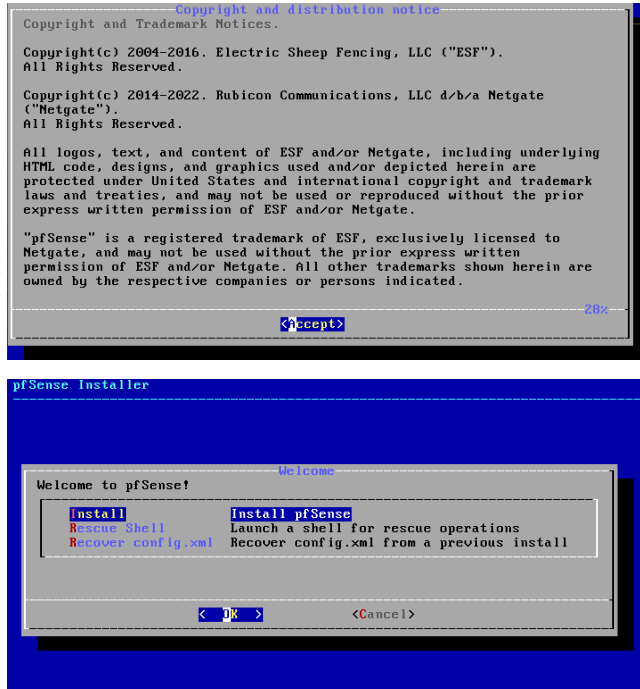 Copyright and distribution notice
Copyright and Trademark Notices.
Copyright(c) 2004-2016. Electric Sheep Fencing, LLC ("ESF").
All Rights Reserved.
Copyright(c) 2014-2022. Rubicon Communications, LLC d/b/a Netgate
("Netgate").
All Rights Reserved.
All logos, text, and content of ESF and/or Netgate, including underlying
HTML code, designs, and graphics used and/or depicted herein are
protected under United States and international copyright and trademark
laws and treaties, and may not be used or reproduced without the prior
express written permission of ESF and/or Netgate.
"pfSense" is a registered trademark of ESF, exclusively licensed to
Netgate, and may not be used without the prior express written
permission of ESF and/or Netgate. All other trademarks shown herein are
owned by the respective companies or persons indicated.
28%
<Accept>
pfSense Installer
Welcome
Welcome to pfSense!
Install Install pfSense
Rescue Shell Launch a shell for rescue operations
Recover config.xml Recover config.xml from a previous install
< OK > <Cancel>